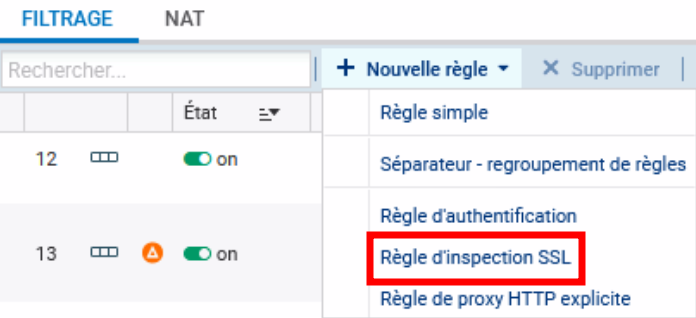 FILTRAGE NAT
Rechercher... + Nouvelle règle Supprimer
État Règle simple
12 on Séparateur - regroupement de règles
Règle d'authentification
13 on Règle d'inspection SSL
Règle de proxy HTTP explicite